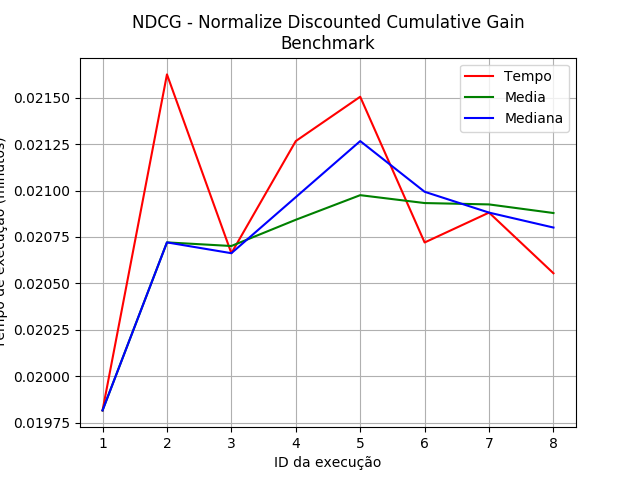 NDCG - Normalize Discounted Cumulative Gain
Benchmark
Tempo
Media
Mediana
0.02150
0.02125
0.02100
0.02075
0.02050
0.02025
0.02000
0.01975
Tempo de execução (minutos)
1 2 3 4 5 6 7 8
ID da execução